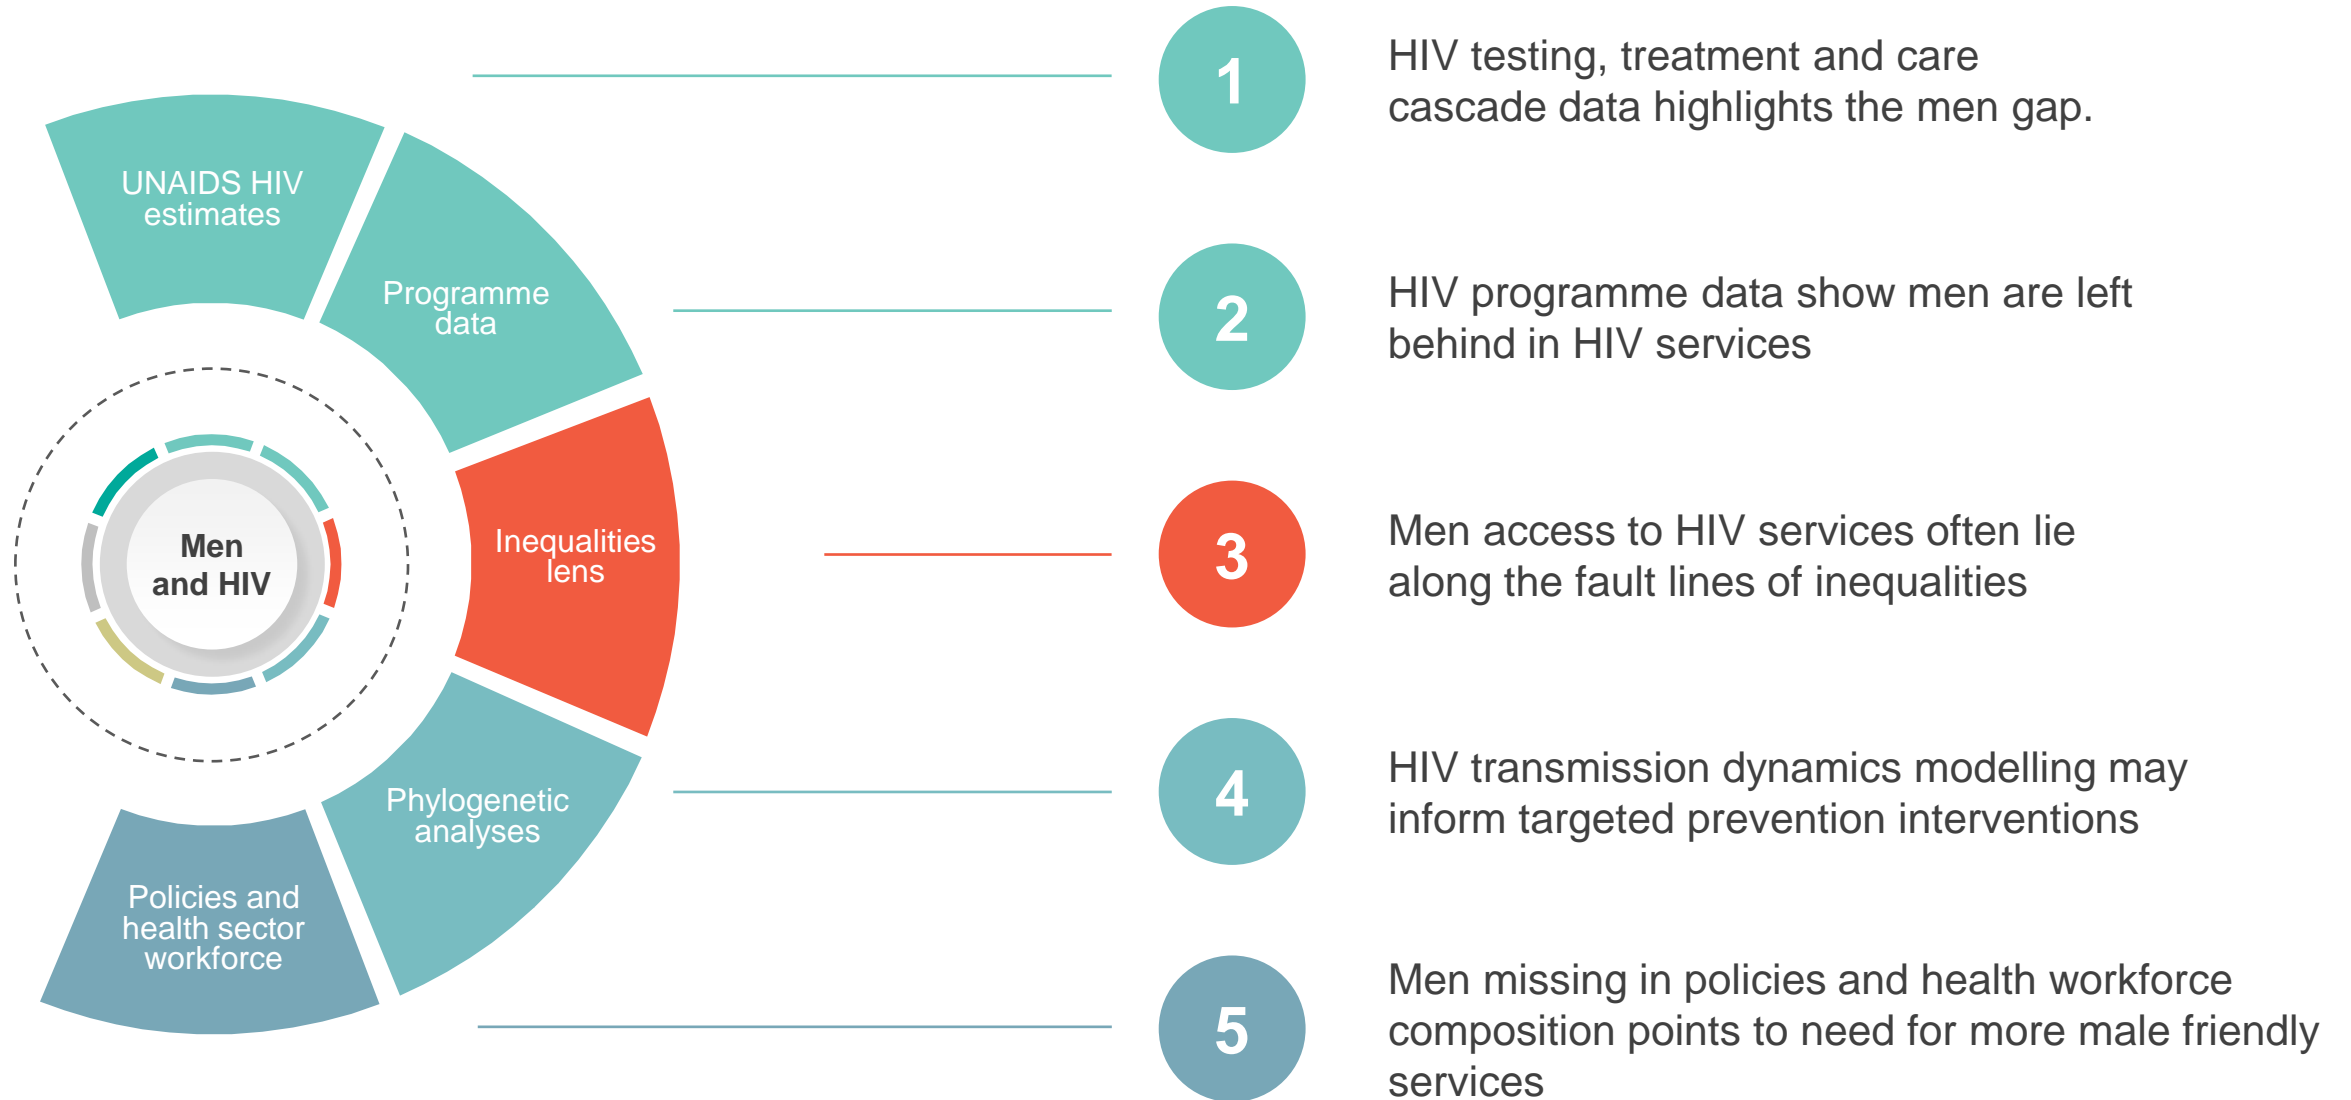 UNAIDS HIV
estimates
Programme
data
Inequalities
lens
Phylogenetic
analyses
Policies and
health sector
workforce
Men
and HIV
1
HIV testing, treatment and care
cascade data highlights the men gap.
2
HIV programme data show men are left
behind in HIV services
3
Men access to HIV services often lie
along the fault lines of inequalities
4
HIV transmission dynamics modelling may
inform targeted prevention interventions
5
Men missing in policies and health workforce
composition points to need for more male friendly
services